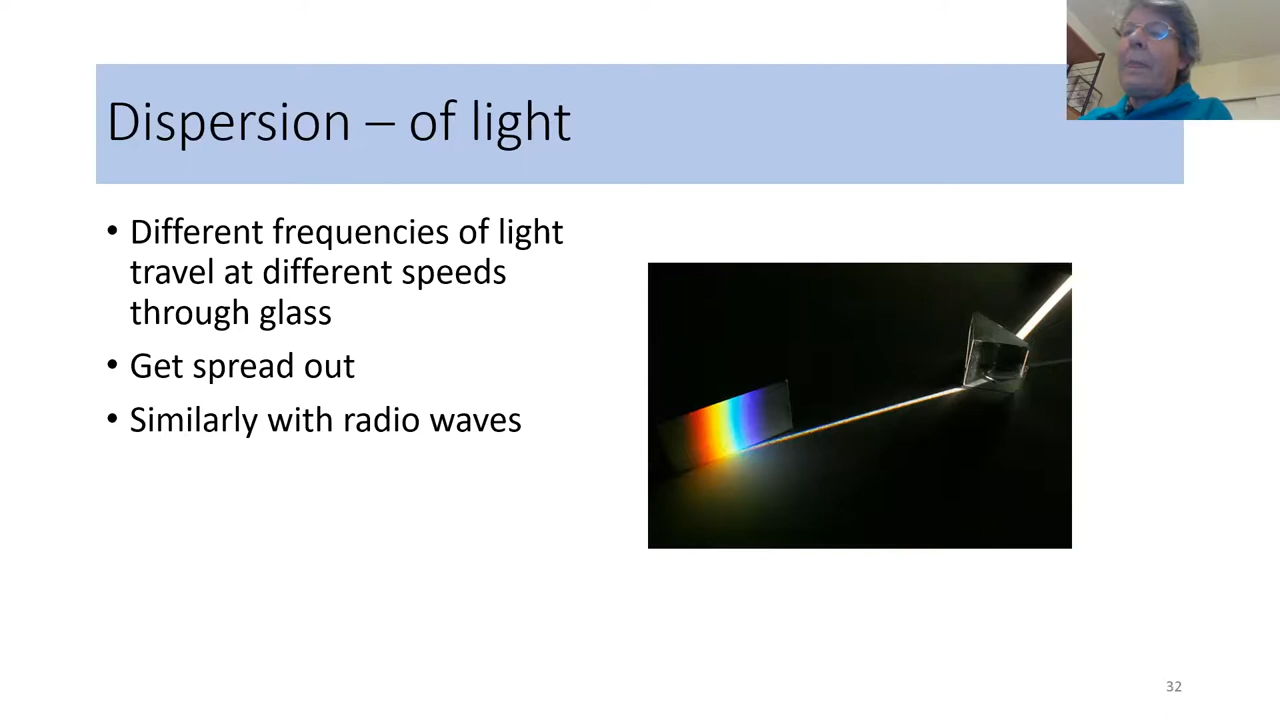 Dispersion – of light
• Different frequencies of light
travel at different speeds
through glass
• Get spread out
• Similarly with radio waves
32